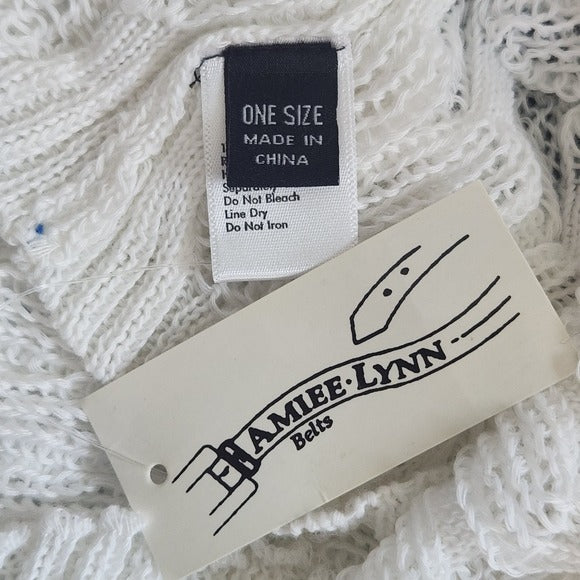 ONE SIZE
MADE IN
CHINA
Separately
Do Not Bleach
Line Dry
Do Not Iron
AMIEE·LYNN
Belts